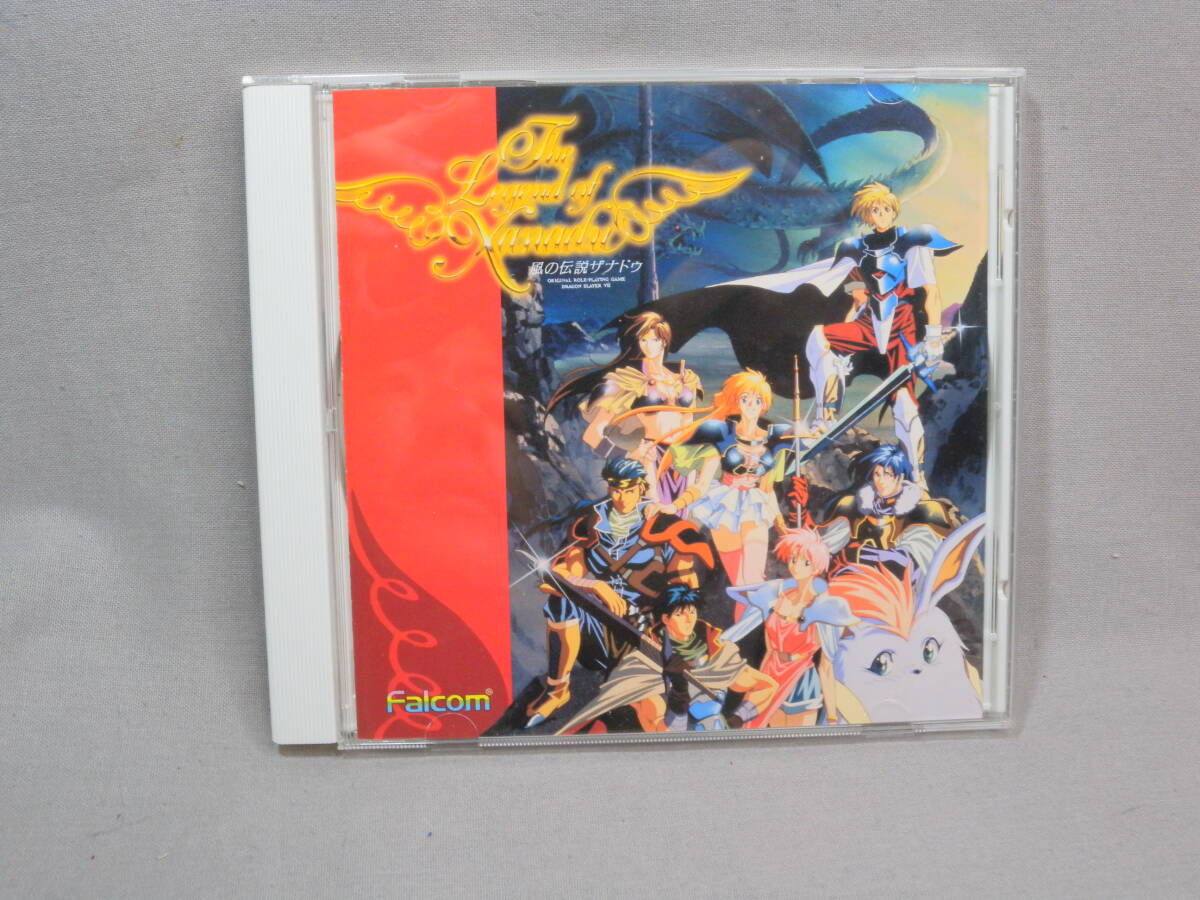 The
Legend of
Xanadu
風の伝説ザナドゥ
ORIGINAL ROLE-PLAYING GAME
DRAGON SLAYER VIII
Falcom®